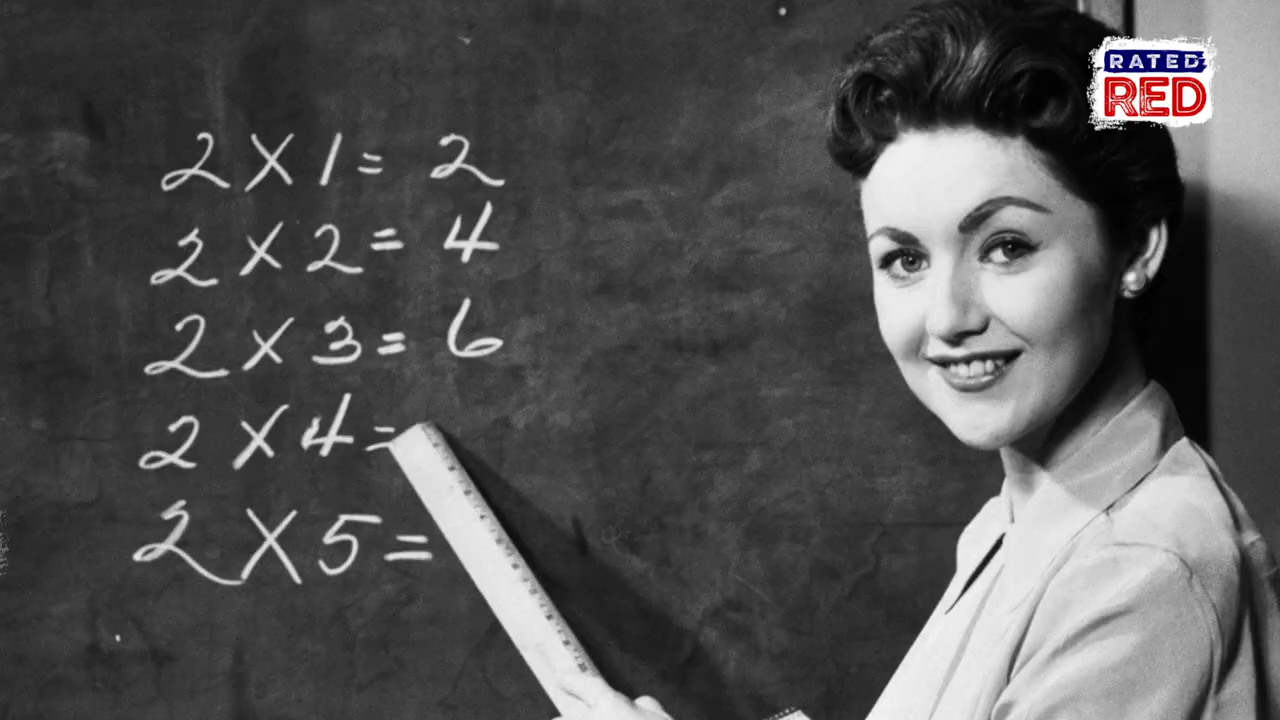 RATED
RED
2 X 1 = 2
2 X 2 = 4
2 X 3 = 6
2 X 4 =
2 X 5 =